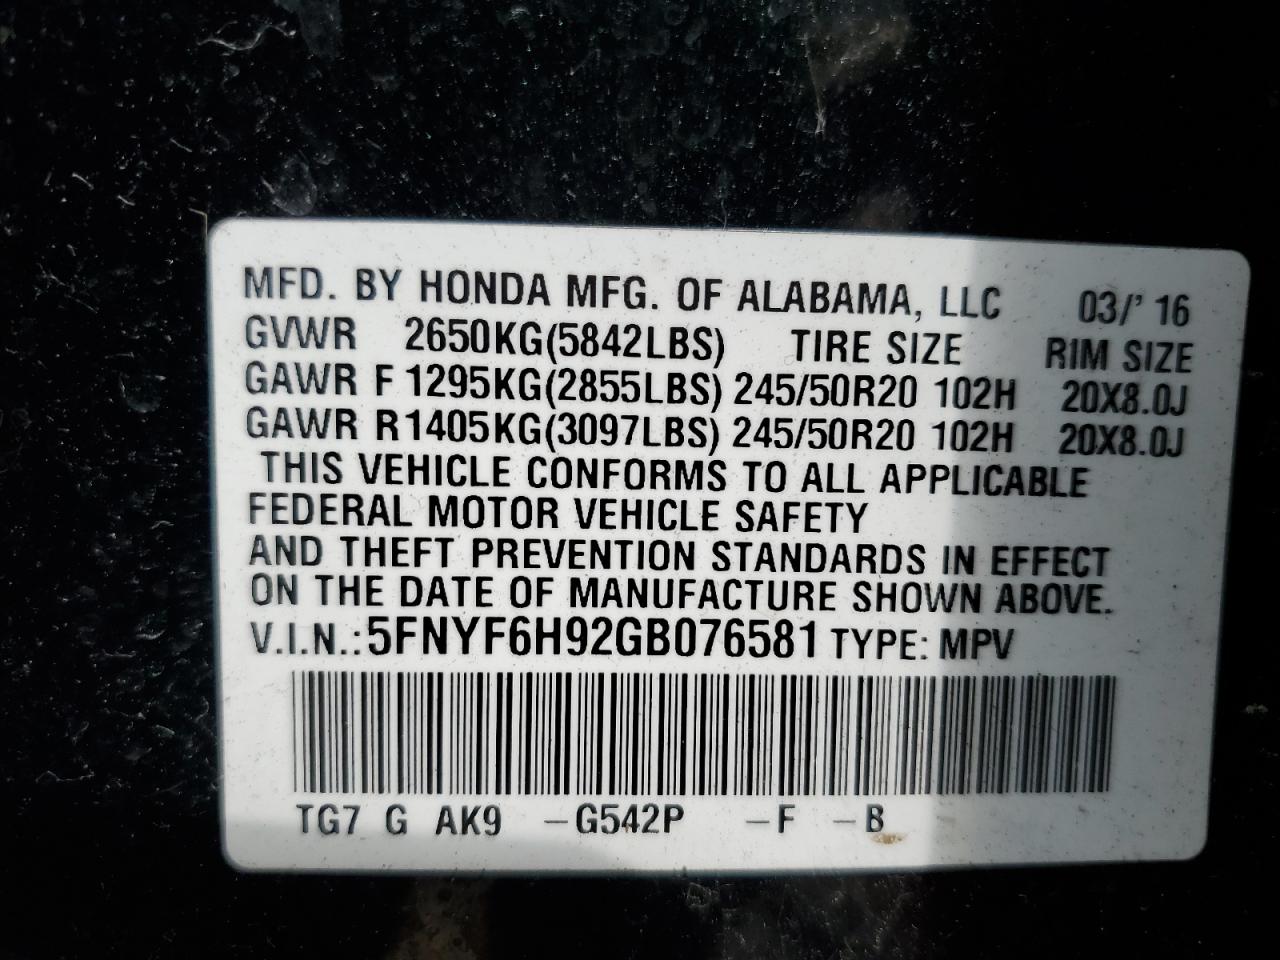 MFD. BY HONDA MFG. OF ALABAMA, LLC 03/' 16
GVWR 2650KG(5842LBS) TIRE SIZE RIM SIZE
GAWR F 1295KG(2855LBS) 245/50R20 102H 20X8.0J
GAWR R1405KG(3097LBS) 245/50R20 102H 20X8.0J
THIS VEHICLE CONFORMS TO ALL APPLICABLE
FEDERAL MOTOR VEHICLE SAFETY
AND THEFT PREVENTION STANDARDS IN EFFECT
ON THE DATE OF MANUFACTURE SHOWN ABOVE.
V.I.N.:5FNYF6H92GB076581 TYPE: MPV
TG7 G AK9 –G542P –F –B